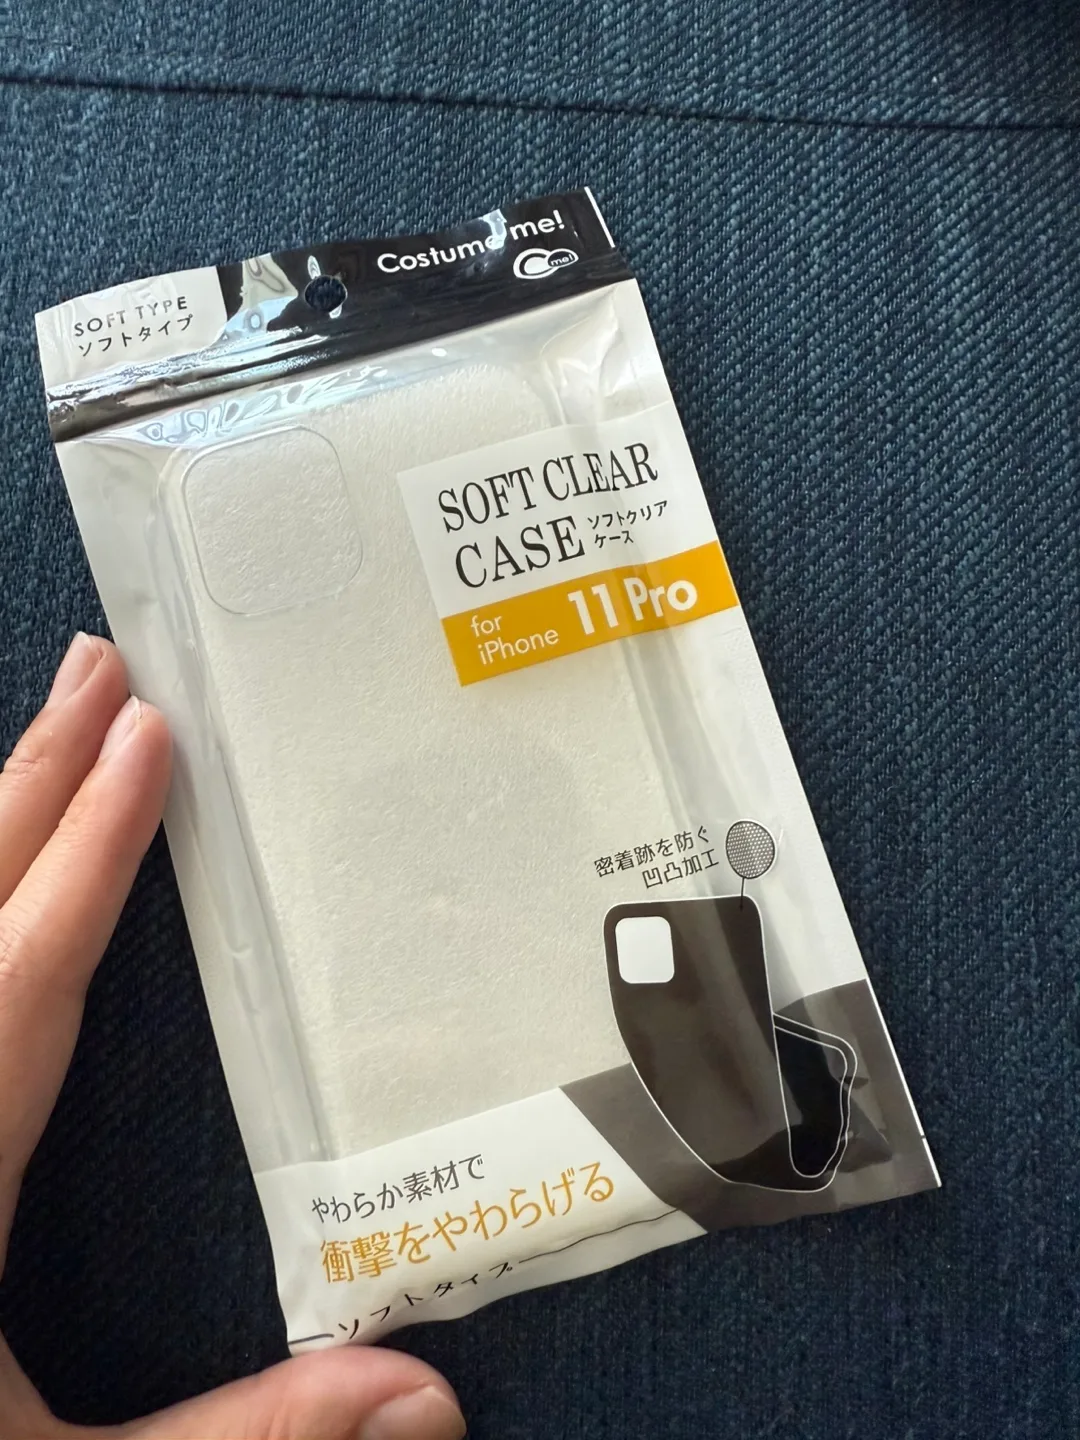 Costume me!
me!
SOFT TYPE
ソフトタイプ
SOFT CLEAR
CASE ソフトクリア
ケース
for
iPhone 11 Pro
密着跡を防ぐ
凹凸加工
やわらか素材で
衝撃をやわらげる
ソフトタイプ